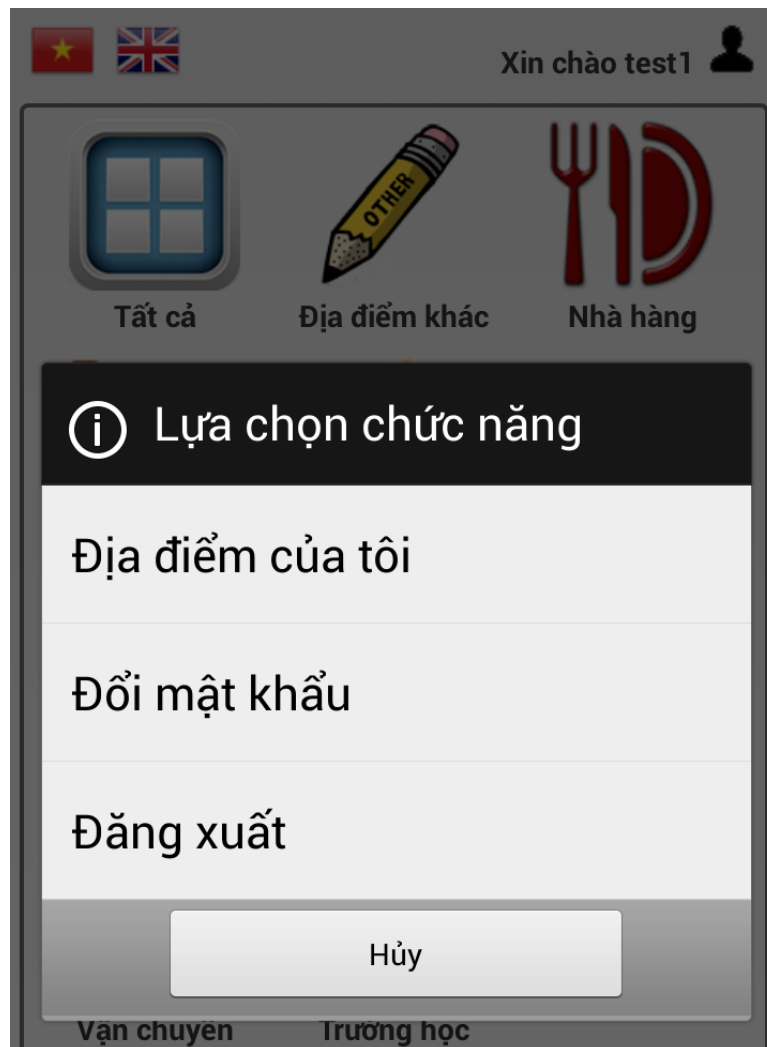 Xin chào test1
OTHER
Tất cả
Địa điểm khác
Nhà hàng
Lựa chọn chức năng
Địa điểm của tôi
Đổi mật khẩu
Đăng xuất
Hủy
Vận chuyển
Trường học